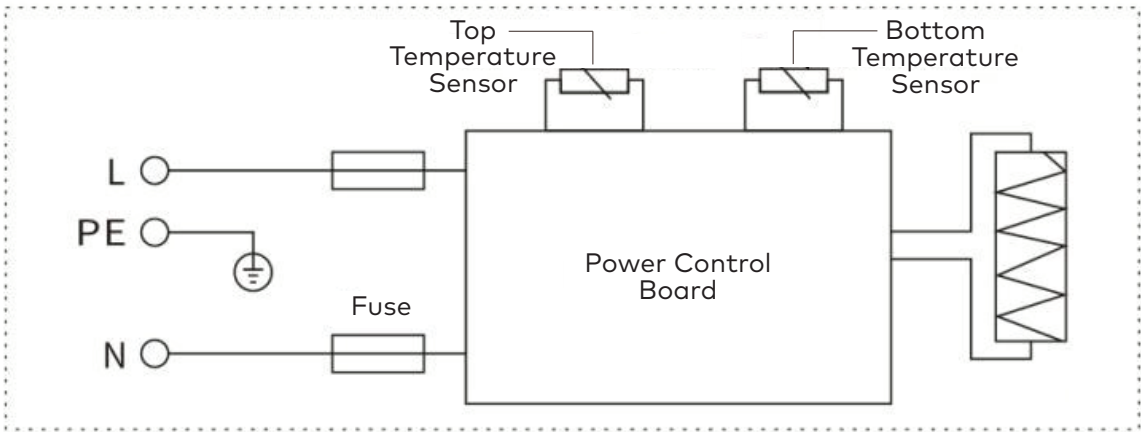 Top
Temperature
Sensor
Bottom
Temperature
Sensor
L
PE
Fuse
N
Power Control
Board